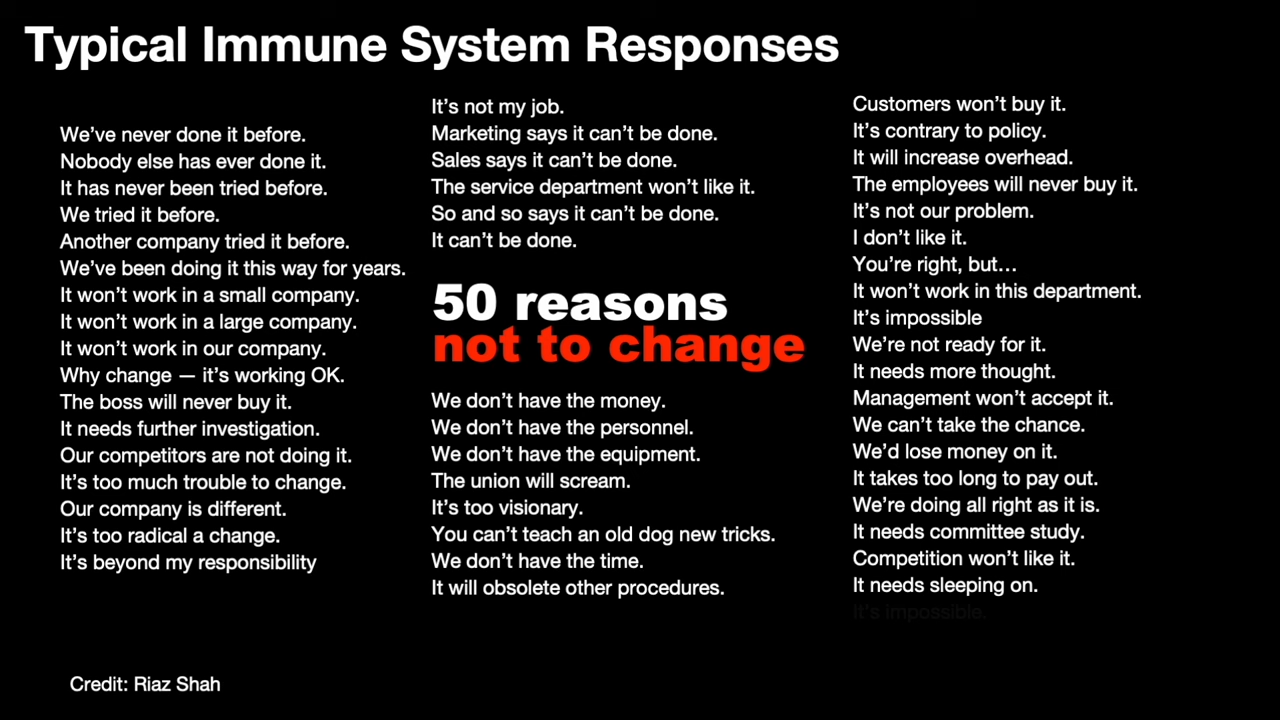 Typical Immune System Responses
We've never done it before.
Nobody else has ever done it.
It has never been tried before.
We tried it before.
Another company tried it before.
We've been doing it this way for years.
It won't work in a small company.
It won't work in a large company.
It won't work in our company.
Why change — it's working OK.
The boss will never buy it.
It needs further investigation.
Our competitors are not doing it.
It's too much trouble to change.
Our company is different.
It's too radical a change.
It's beyond my responsibility
It's not my job.
Marketing says it can't be done.
Sales says it can't be done.
The service department won't like it.
So and so says it can't be done.
It can't be done.
50 reasons
not to change
We don't have the money.
We don't have the personnel.
We don't have the equipment.
The union will scream.
It's too visionary.
You can't teach an old dog new tricks.
We don't have the time.
It will obsolete other procedures.
Customers won't buy it.
It's contrary to policy.
It will increase overhead.
The employees will never buy it.
It's not our problem.
I don't like it.
You're right, but…
It won't work in this department.
It's impossible
We're not ready for it.
It needs more thought.
Management won't accept it.
We can't take the chance.
We'd lose money on it.
It takes too long to pay out.
We're doing all right as it is.
It needs committee study.
Competition won't like it.
It needs sleeping on.
It's impossible.
Credit: Riaz Shah